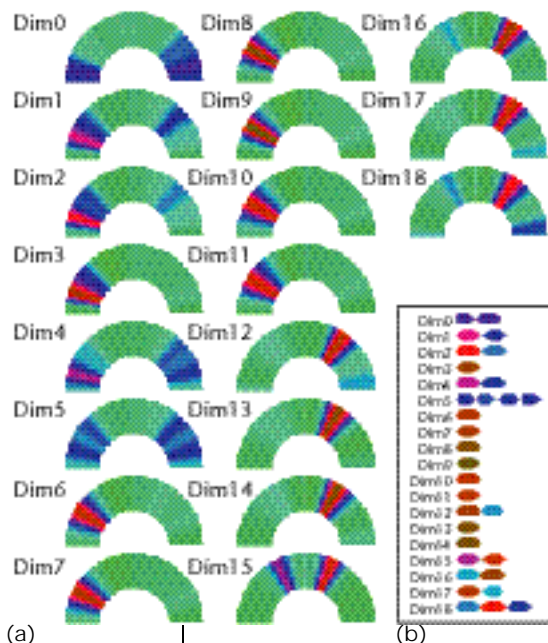 Dim0
Dim1
Dim2
Dim3
Dim4
Dim5
Dim6
Dim7
Dim8
Dim9
Dim10
Dim11
Dim12
Dim13
Dim14
Dim15
Dim16
Dim17
Dim18
Dim0
Dim1
Dim2
Dim3
Dim4
Dim5
Dim6
Dim7
Dim8
Dim9
Dim10
Dim11
Dim12
Dim13
Dim14
Dim15
Dim16
Dim17
Dim18
(a)
(b)